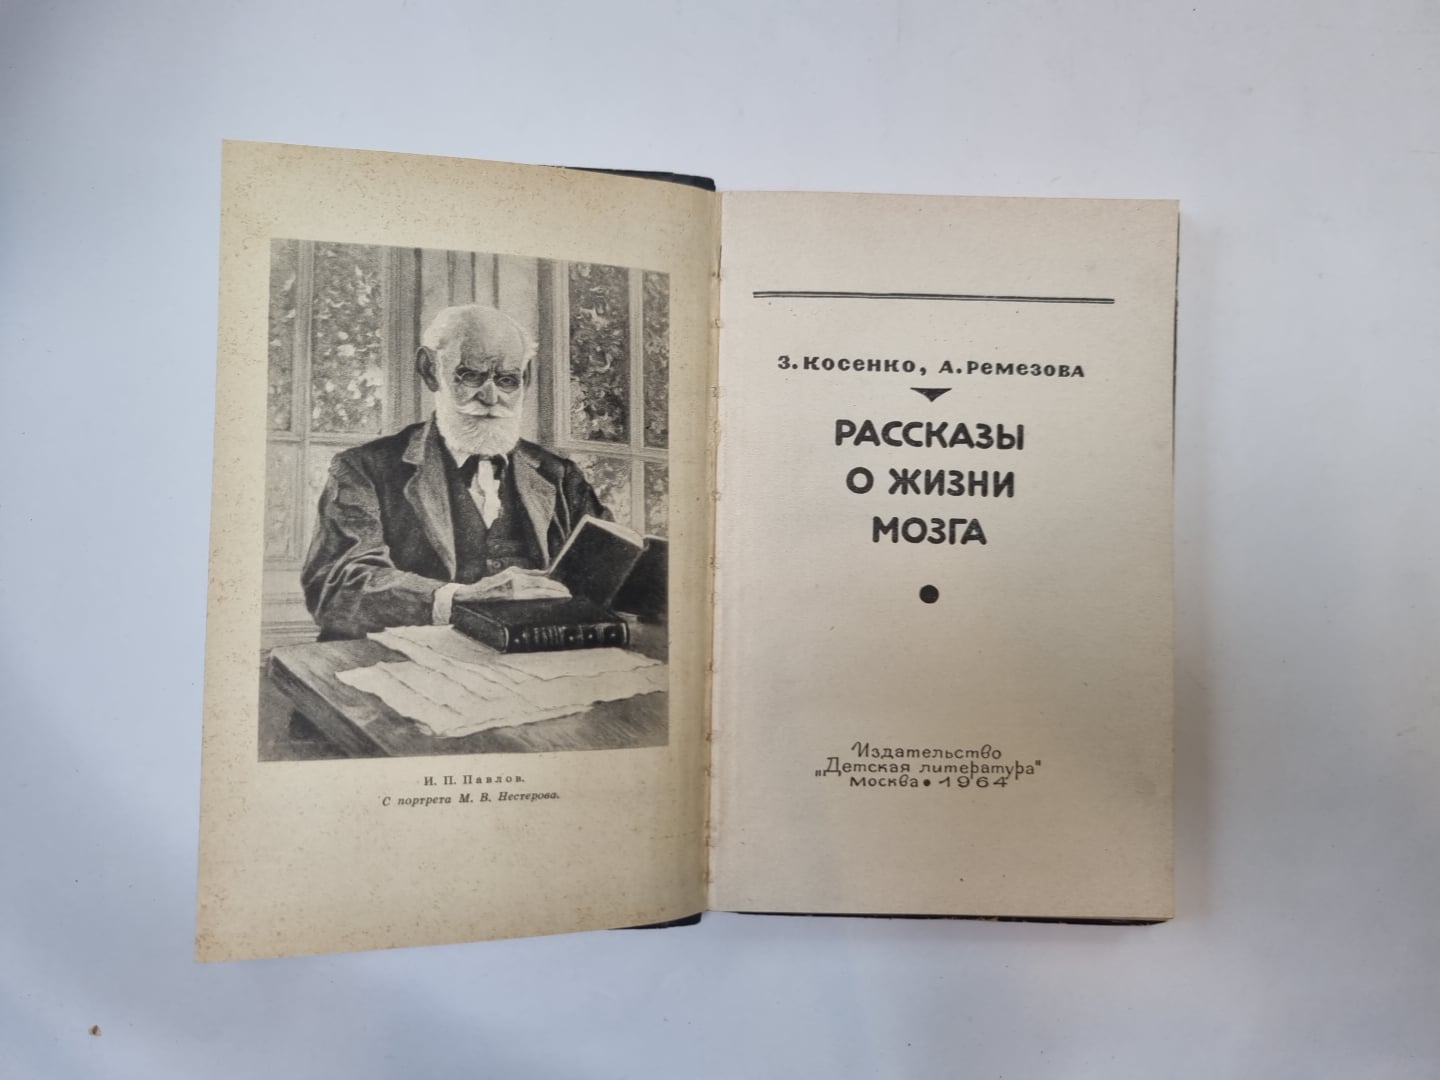 И. П. Павлов.
С портрета М. В. Нестерова.
З. Косенко, А. Ремезова
РАССКАЗЫ
О ЖИЗНИ
МОЗГА
Издательство
„Детская литература"
Москва • 1964